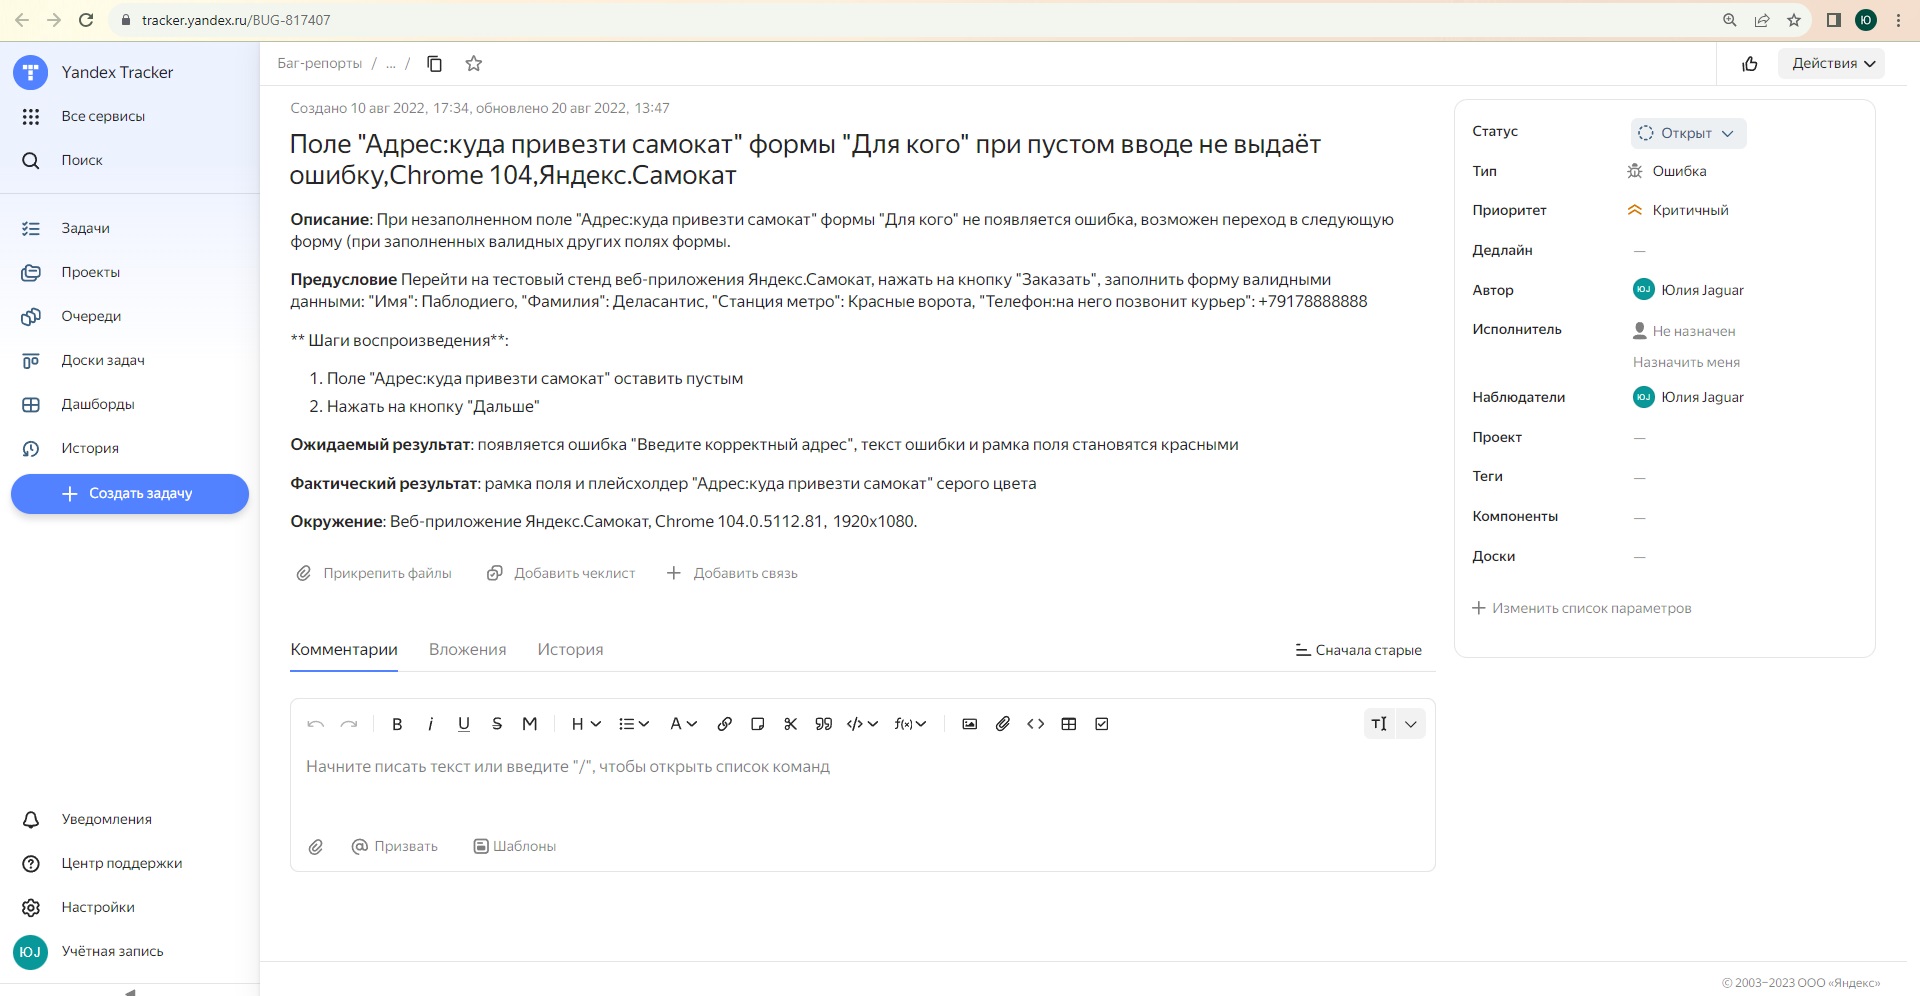 tracker.yandex.ru/BUG-817407
Ю
Yandex Tracker
Все сервисы
Поиск
Задачи
Проекты
Очереди
Доски задач
Дашборды
История
Создать задачу
Уведомления
Центр поддержки
Настройки
ЮJ Учётная запись
Баг-репорты / ... /
Действия
Создано 10 авг 2022, 17:34, обновлено 20 авг 2022, 13:47
Поле "Адрес:куда привезти самокат" формы "Для кого" при пустом вводе не выдаёт
ошибку,Chrome 104,Яндекс.Самокат
Описание: При незаполненном поле "Адрес:куда привезти самокат" формы "Для кого" не появляется ошибка, возможен переход в следующую
форму (при заполненных валидных других полях формы.
Предусловие Перейти на тестовый стенд веб-приложения Яндекс.Самокат, нажать на кнопку "Заказать", заполнить форму валидными
данными: "Имя": Паблодиего, "Фамилия": Деласантис, "Станция метро": Красные ворота, "Телефон:на него позвонит курьер": +79178888888
** Шаги воспроизведения**:
1. Поле "Адрес:куда привезти самокат" оставить пустым
2. Нажать на кнопку "Дальше"
Ожидаемый результат: появляется ошибка "Введите корректный адрес", текст ошибки и рамка поля становятся красными
Фактический результат: рамка поля и плейсхолдер "Адрес:куда привезти самокат" серого цвета
Окружение: Веб-приложение Яндекс.Самокат, Chrome 104.0.5112.81, 1920x1080.
Прикрепить файлы Добавить чеклист Добавить связь
Комментарии Вложения История Сначала старые
B i U S M H A f(x) T
Начните писать текст или введите "/", чтобы открыть список команд
Призвать Шаблоны
Статус Открыт
Тип Ошибка
Приоритет Критичный
Дедлайн —
Автор ЮJ Юлия Jaguar
Исполнитель Не назначен
Назначить меня
Наблюдатели ЮJ Юлия Jaguar
Проект —
Теги —
Компоненты —
Доски —
Изменить список параметров
© 2003–2023 ООО «Яндекс»